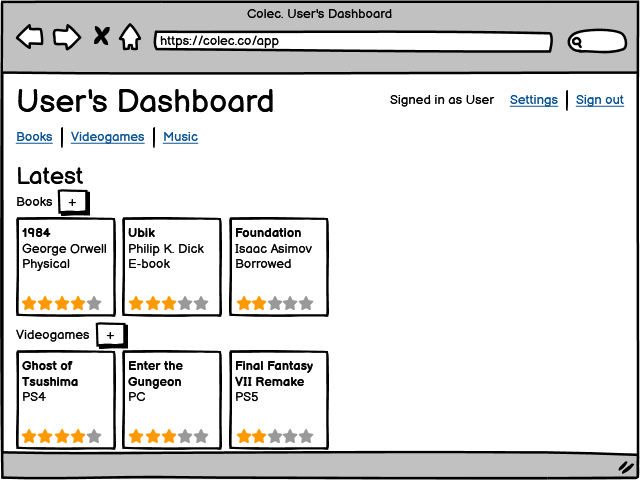 Colec. User's Dashboard
https://colec.co/app
User's Dashboard
Signed in as User Settings Sign out
Books Videogames Music
Latest
Books +
1984
George Orwell
Physical
Ubik
Philip K. Dick
E-book
Foundation
Isaac Asimov
Borrowed
Videogames +
Ghost of
Tsushima
PS4
Enter the
Gungeon
PC
Final Fantasy
VII Remake
PS5